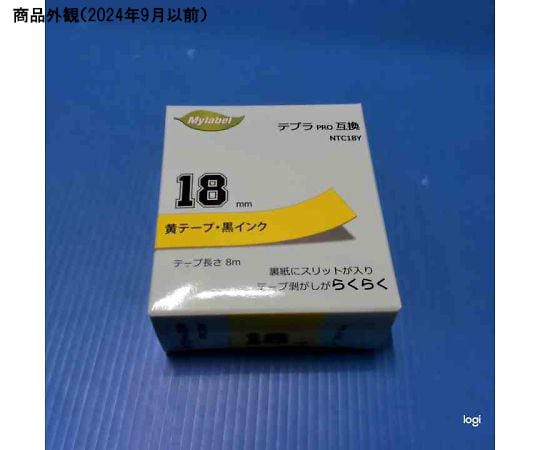 商品外観(2024年9月以前)
Mylabel
テプラ PRO 互換
NTC18Y
18 mm
黄テープ・黒インク
テープ長さ 8m
裏紙にスリットが入り
テープ剥がしがらくらく
18
logi